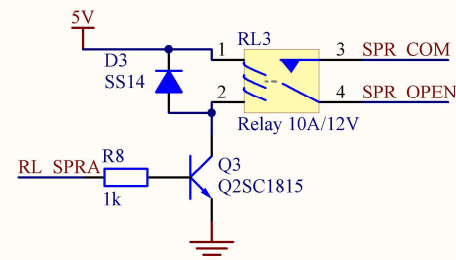 5V
D3
SS14
1
RL3
3
SPR_COM
2
4
SPR_OPEN
Relay 10A/12V
RL_SPRA
R8
1k
Q3
Q2SC1815